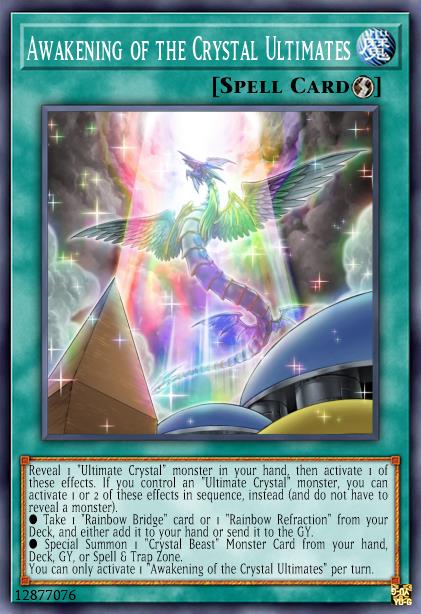 AWAKENING OF THE CRYSTAL ULTIMATES
魔
[SPELL CARD]
Reveal 1 "Ultimate Crystal" monster in your hand, then activate 1 of
these effects. If you control an "Ultimate Crystal" monster, you can
activate 1 or 2 of these effects in sequence, instead (and do not have to
reveal a monster).
● Take 1 "Rainbow Bridge" card or 1 "Rainbow Refraction" from your
Deck, and either add it to your hand or send it to the GY.
● Special Summon 1 "Crystal Beast" Monster Card from your hand,
Deck, GY, or Spell & Trap Zone.
You can only activate 1 "Awakening of the Crystal Ultimates" per turn.
12877076